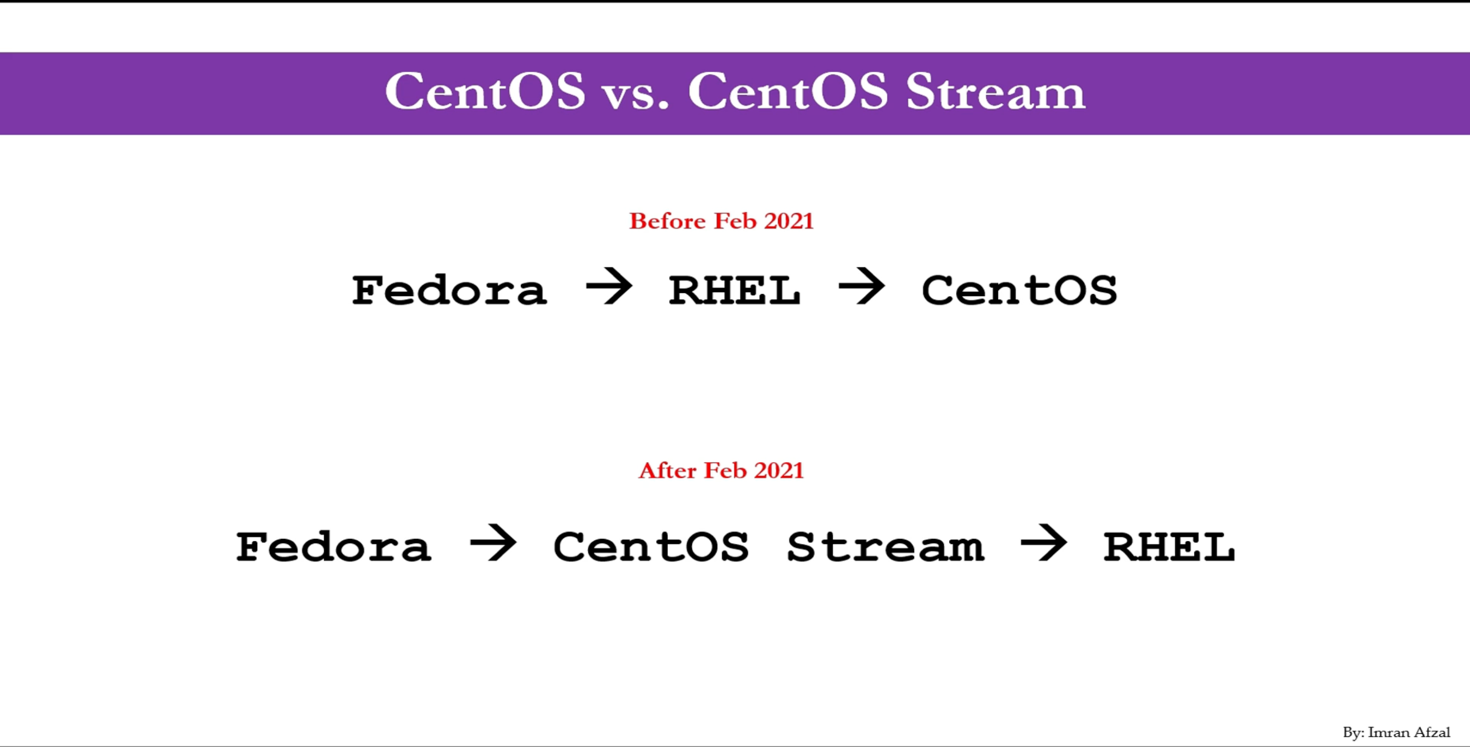 CentOS vs. CentOS Stream
Before Feb 2021
Fedora → RHEL → CentOS
After Feb 2021
Fedora → CentOS Stream → RHEL
By: Imran Afzal